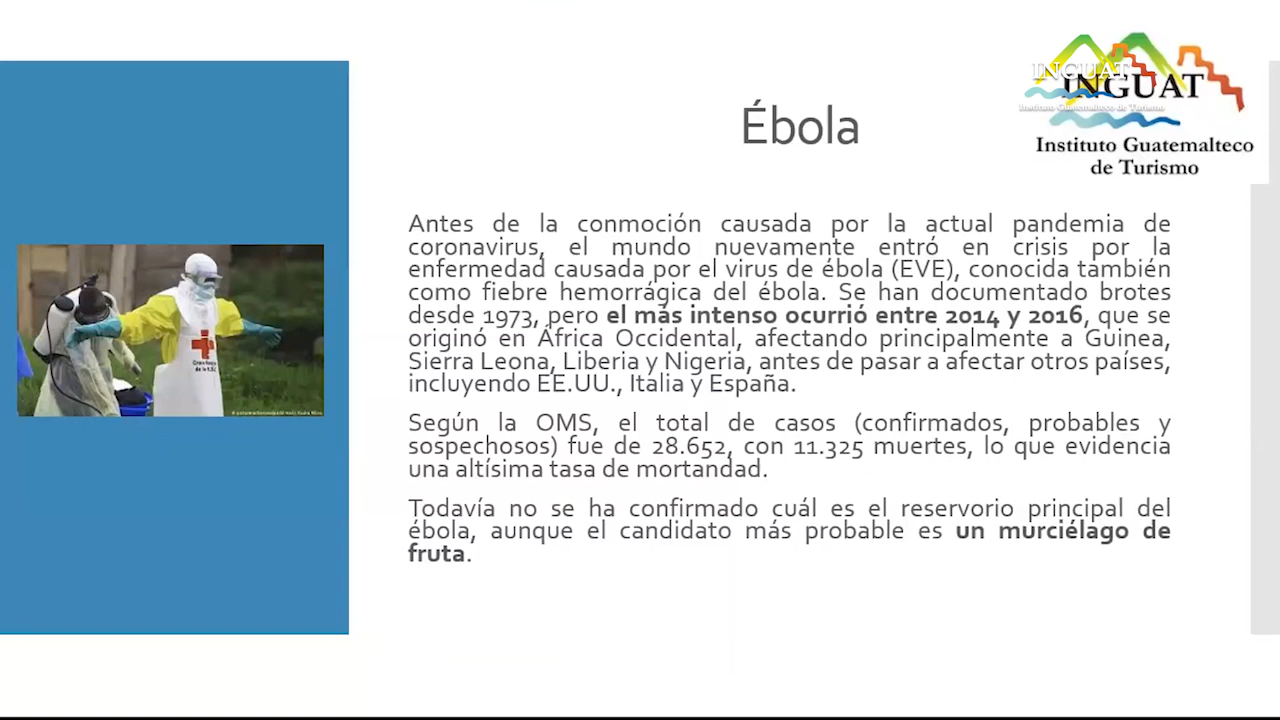 INGUAT
Instituto Guatemalteco de Turismo
INGUAT
Instituto Guatemalteco
de Turismo
Ébola
Antes de la conmoción causada por la actual pandemia de
coronavirus, el mundo nuevamente entró en crisis por la
enfermedad causada por el virus de ébola (EVE), conocida también
como fiebre hemorrágica del ébola. Se han documentado brotes
desde 1973, pero el más intenso ocurrió entre 2014 y 2016, que se
originó en África Occidental, afectando principalmente a Guinea,
Sierra Leona, Liberia y Nigeria, antes de pasar a afectar otros países,
incluyendo EE.UU., Italia y España.
Según la OMS, el total de casos (confirmados, probables y
sospechosos) fue de 28.652, con 11.325 muertes, lo que evidencia
una altísima tasa de mortandad.
Todavía no se ha confirmado cuál es el reservorio principal del
ébola, aunque el candidato más probable es un murciélago de
fruta.